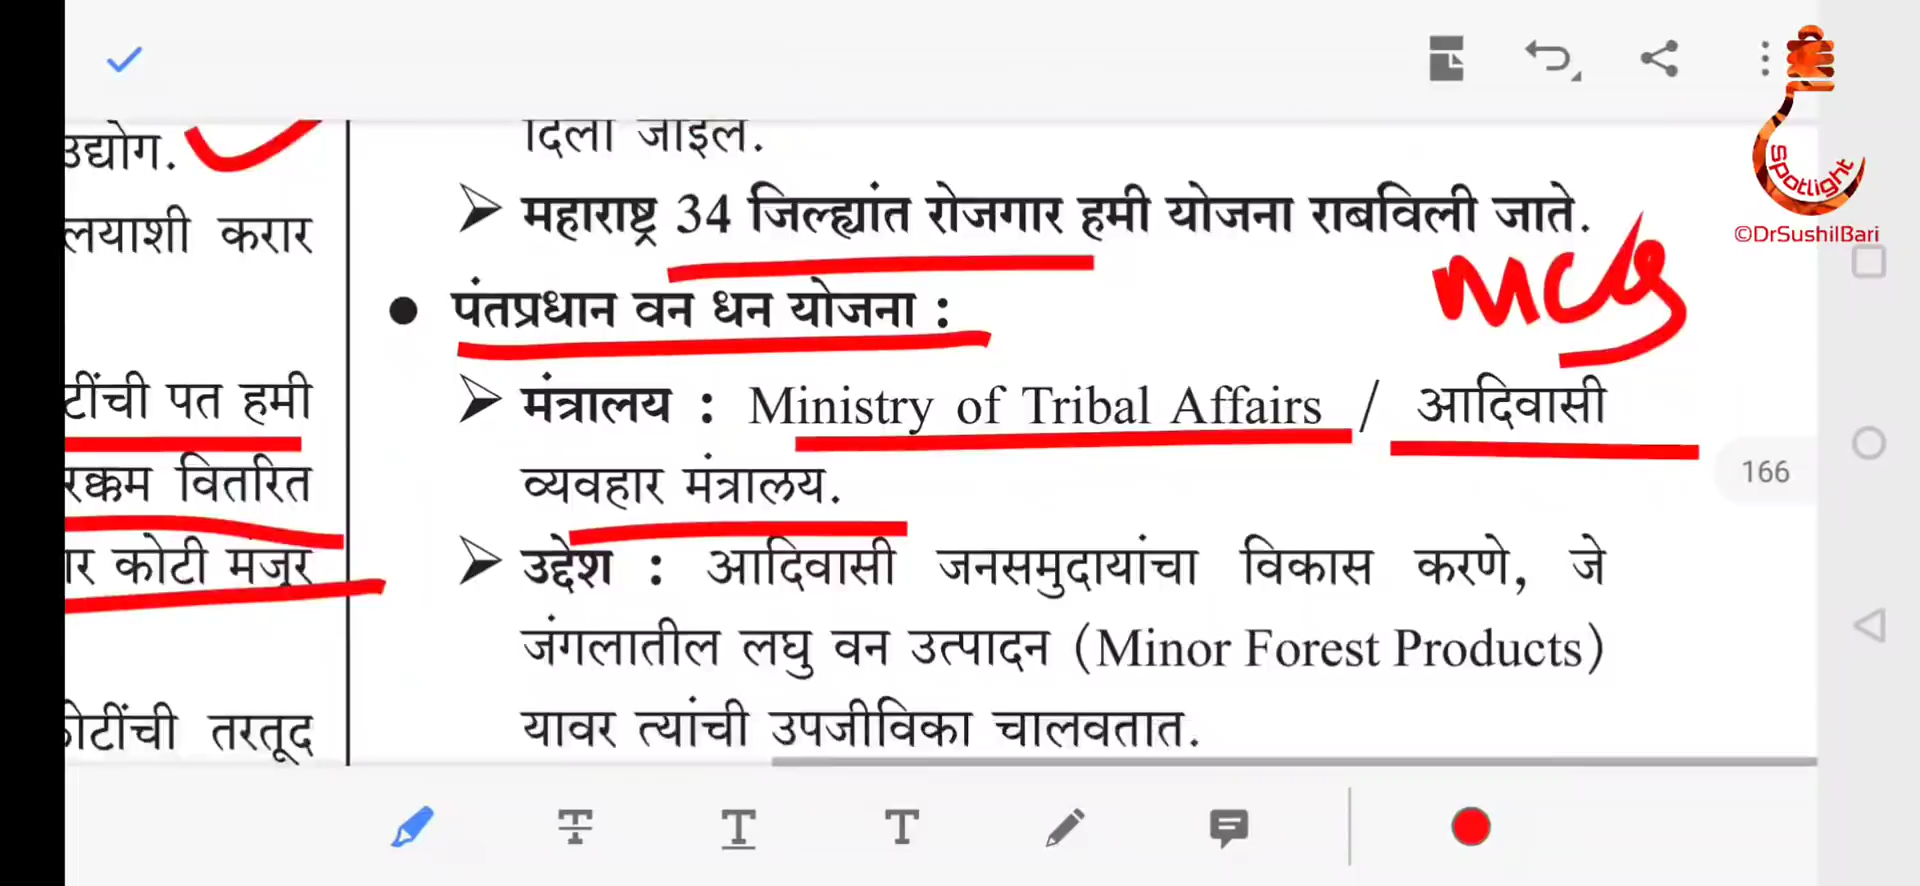 उद्योग.
लयाशी करार
टींची पत हमी
रक्कम वितरित
कोटी मंजूर
तरतूद
दिला जाईल.
➢ महाराष्ट्र 34 जिल्ह्यांत रोजगार हमी योजना राबविली जाते.
● पंतप्रधान वन धन योजना :
➢ मंत्रालय : Ministry of Tribal Affairs / आदिवासी
व्यवहार मंत्रालय.
➢ उद्देश : आदिवासी जनसमुदायांचा विकास करणे, जे
जंगलातील लघु वन उत्पादन (Minor Forest Products)
यावर त्यांची उपजीविका चालवतात.
166
Spotlight
©DrSushilBari
T
T
T